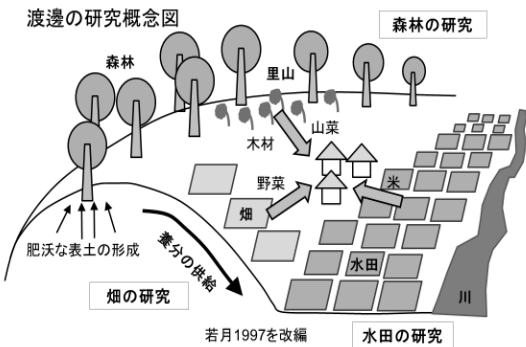 渡邊の研究概念図
森林の研究
森林
里山
山菜
木材
野菜
米
畑
肥沃な表土の形成
養分の供給
水田
川
畑の研究
若月1997を改編
水田の研究